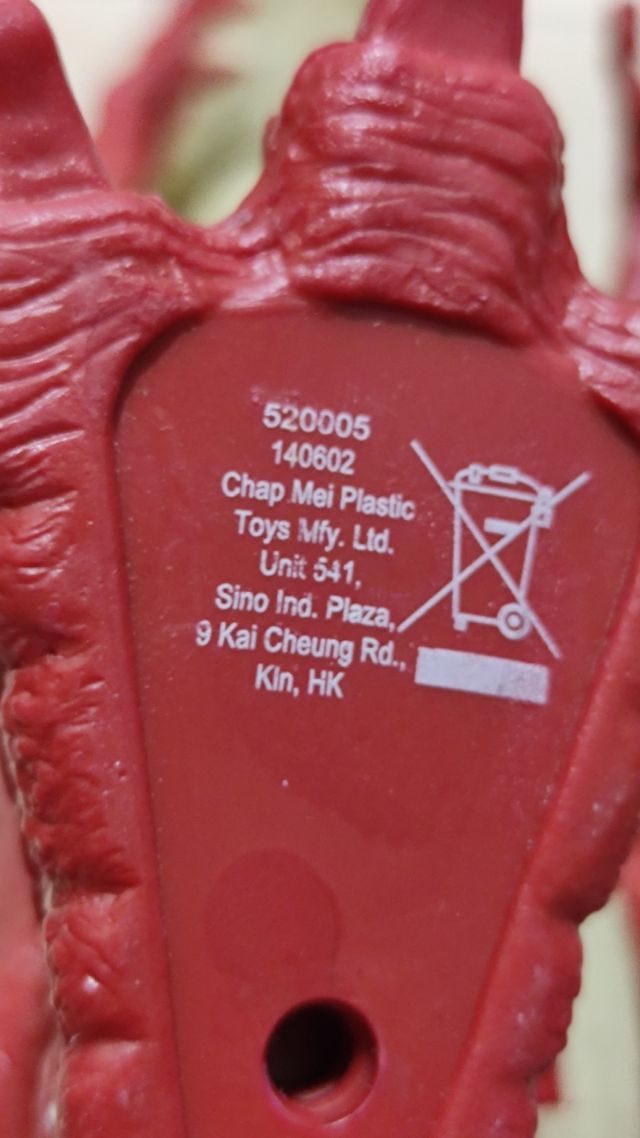 520005
140602
Chap Mei Plastic
Toys Mfy. Ltd.
Unit 541,
Sino Ind. Plaza,
9 Kai Cheung Rd.,
Kln, HK